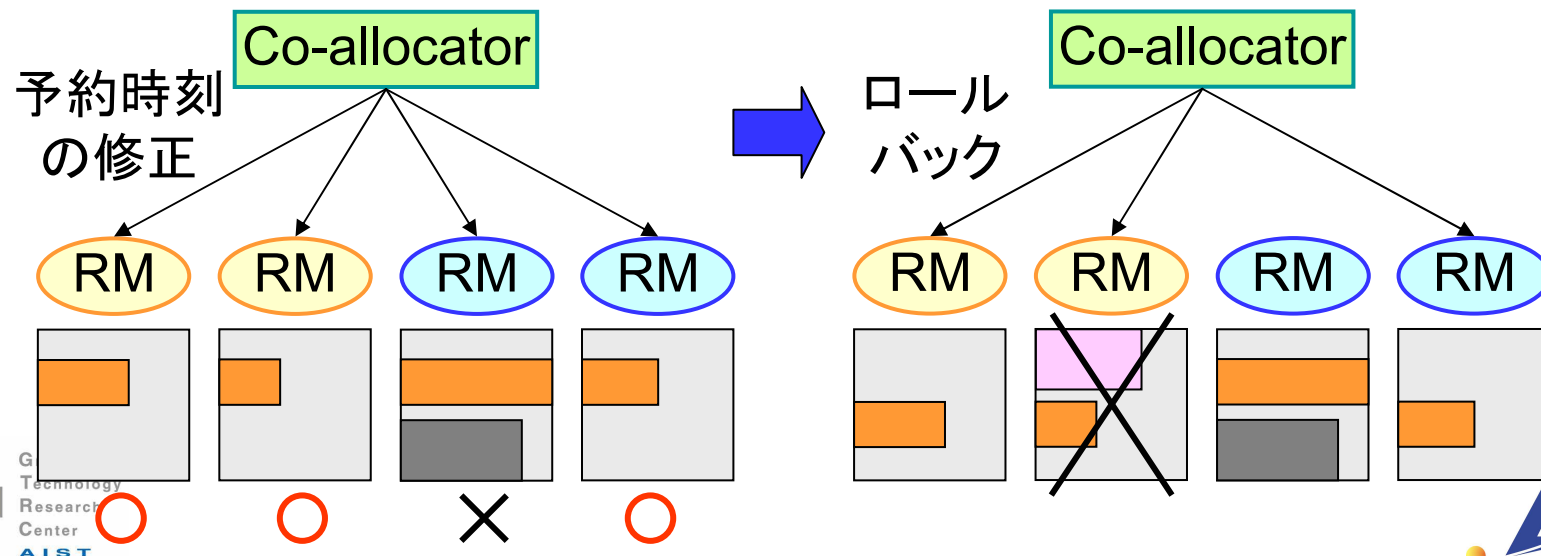 Co-allocator
予約時刻
の修正
RM RM RM RM
Technology
Research
Center
AIST
Co-allocator
ロール
バック
RM RM RM RM